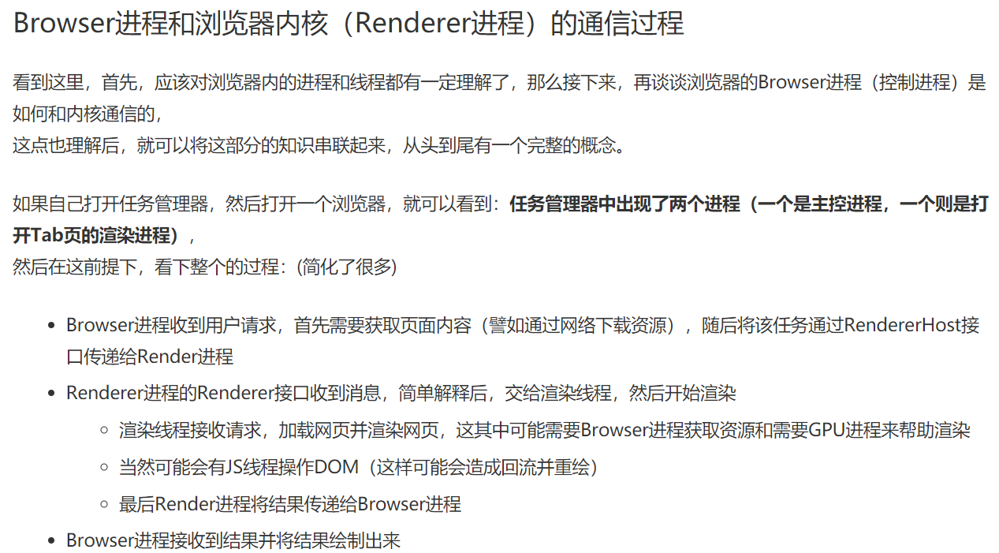 Browser进程和浏览器内核（Renderer进程）的通信过程
看到这里，首先，应该对浏览器内的进程和线程都有一定理解了，那么接下来，再谈谈浏览器的Browser进程（控制进程）是
如何和内核通信的，
这点也理解后，就可以将这部分的知识串联起来，从头到尾有一个完整的概念。
如果自己打开任务管理器，然后打开一个浏览器，就可以看到：任务管理器中出现了两个进程（一个是主控进程，一个则是打
开Tab页的渲染进程），
然后在这前提下，看下整个的过程：(简化了很多)
Browser进程收到用户请求，首先需要获取页面内容（譬如通过网络下载资源），随后将该任务通过RendererHost接
口传递给Render进程
Renderer进程的Renderer接口收到消息，简单解释后，交给渲染线程，然后开始渲染
渲染线程接收请求，加载网页并渲染网页，这其中可能需要Browser进程获取资源和需要GPU进程来帮助渲染
当然可能会有JS线程操作DOM（这样可能会造成回流并重绘）
最后Render进程将结果传递给Browser进程
Browser进程接收到结果并将结果绘制出来